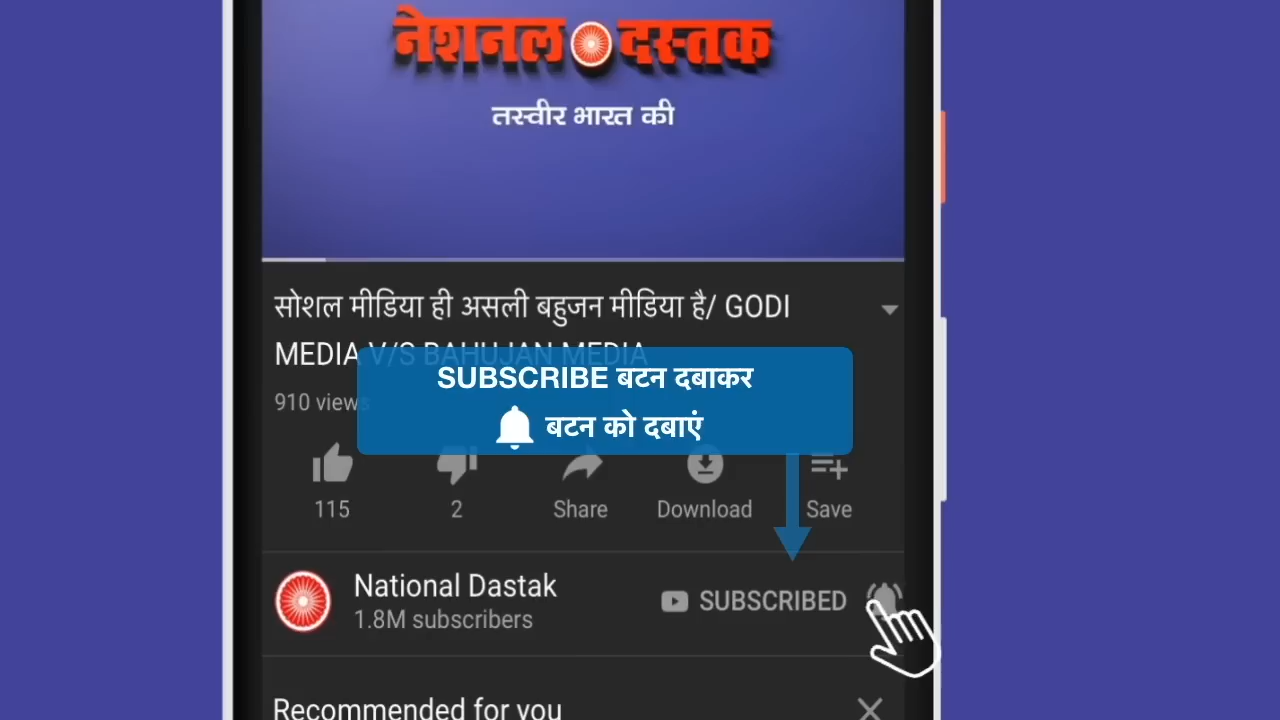 नेशनल दस्तक
तस्वीर भारत की
सोशल मीडिया ही असली बहुजन मीडिया है/ GODI
MEDIA V/S BAHUJAN MEDIA
910 views
SUBSCRIBE बटन दबाकर
बटन को दबाएं
115
2
Share
Download
Save
National Dastak
1.8M subscribers
SUBSCRIBED
Recommended for you